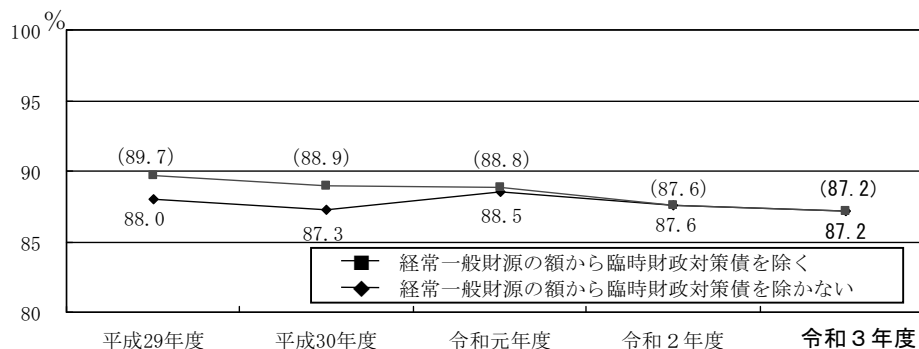 %
100
95
90
85
80
(89.7) (88.9) (88.8) (87.6) (87.2)
88.0 87.3 88.5 87.6 87.2
経常一般財源の額から臨時財政対策債を除く
経常一般財源の額から臨時財政対策債を除かない
平成29年度 平成30年度 令和元年度 令和２年度 令和３年度